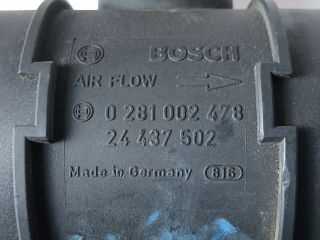 BOSCH
AIR FLOW
0 281 002 478
24 437 502
Made in Germany 816